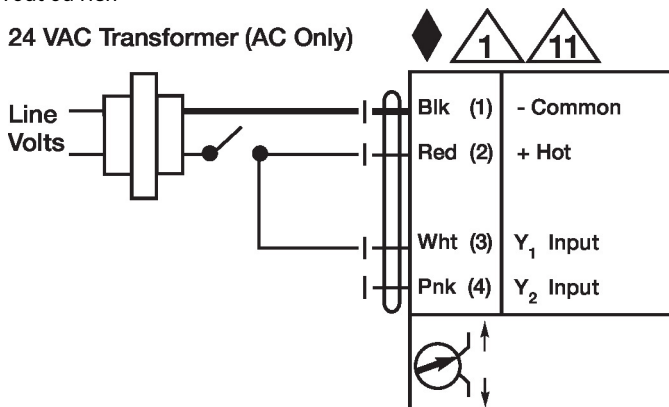 24 VAC Transformer (AC Only)
1
11
Line
Volts
Blk (1) - Common
Red (2) + Hot
Wht (3) Y1 Input
Pnk (4) Y2 Input